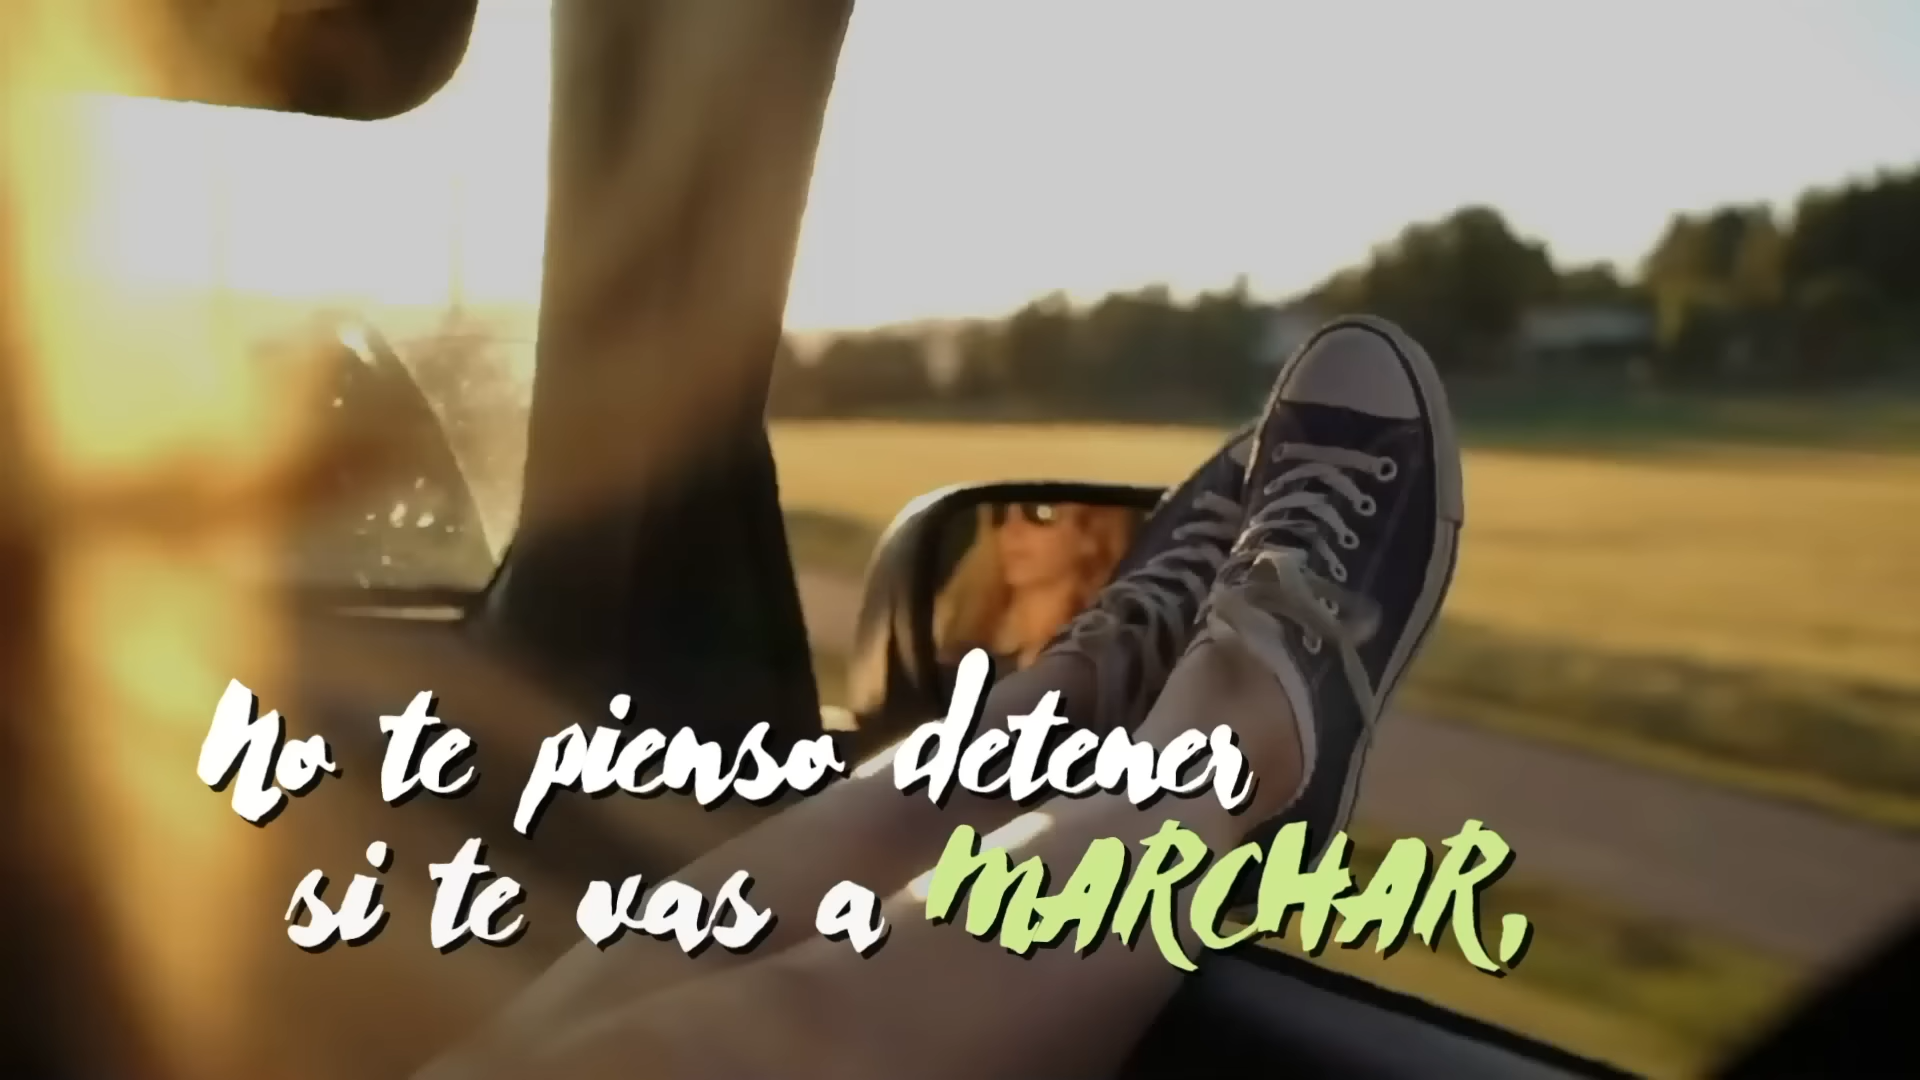 No te pienso detener
si te vas a MARCHAR,